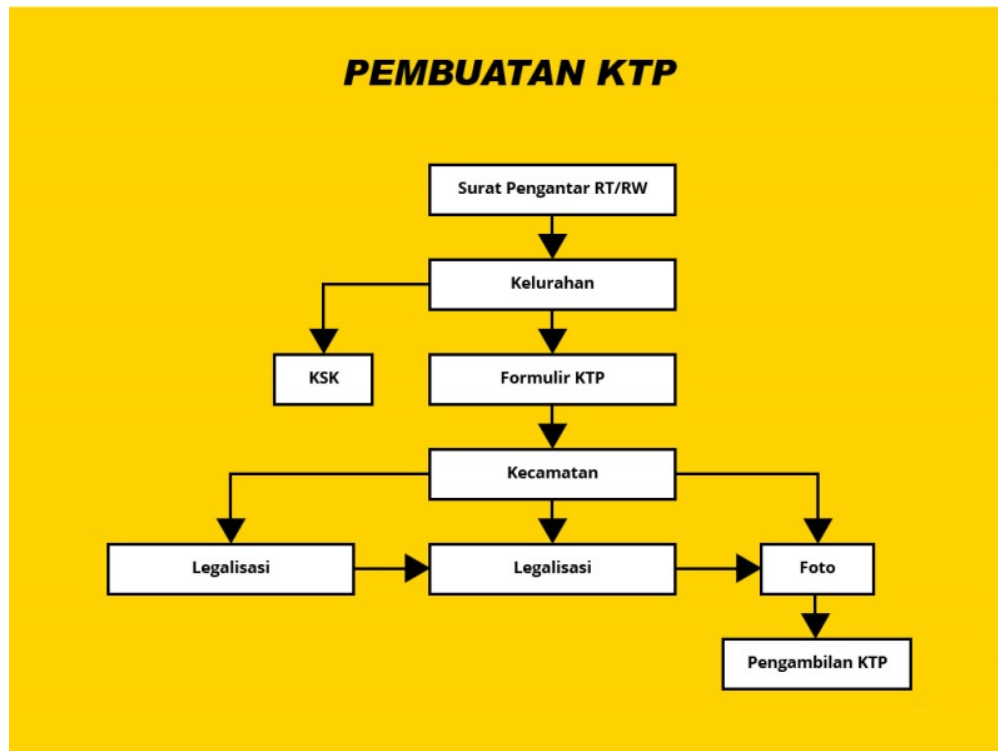 PEMBUATAN KTP
Surat Pengantar RT/RW
Kelurahan
KSK
Formulir KTP
Kecamatan
Legalisasi
Legalisasi
Foto
Pengambilan KTP